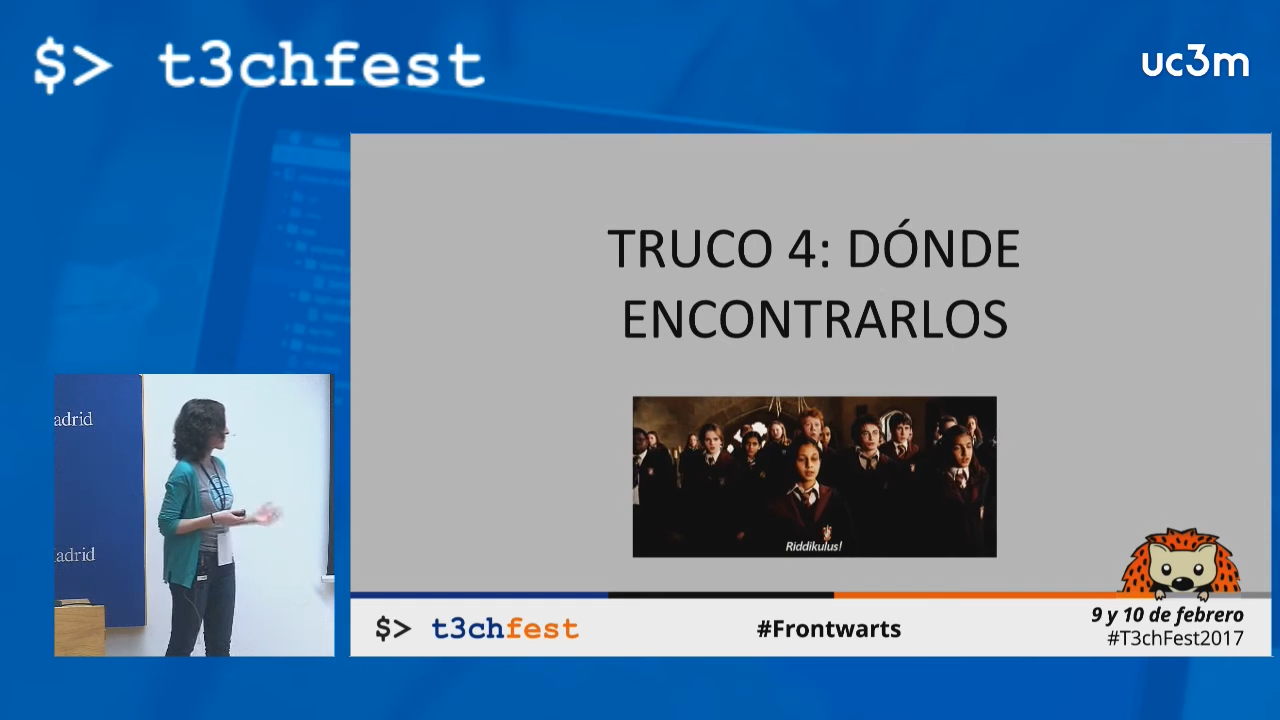 $> t3chfest
uc3m
TRUCO 4: DÓNDE
ENCONTRARLOS
Riddikulus!
adrid
adrid
$> t3chfest
#Frontwarts
9 y 10 de febrero
#T3chFest2017